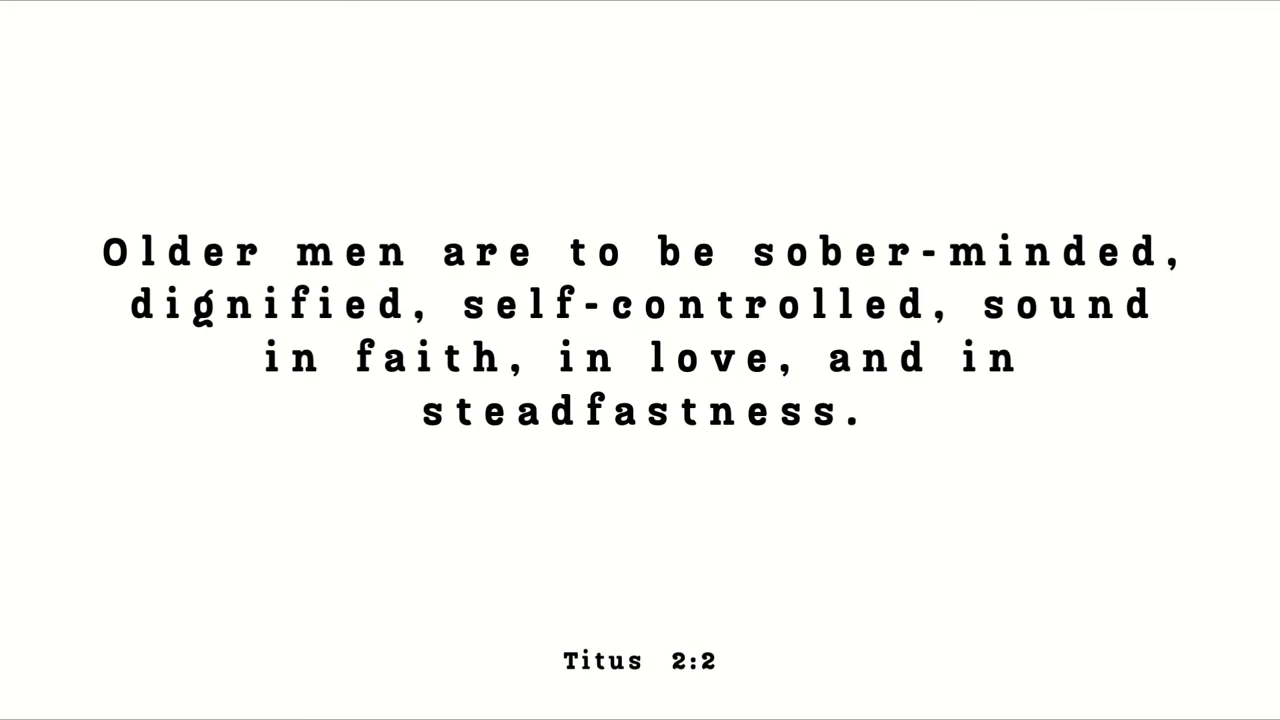 Older men are to be sober-minded,
dignified, self-controlled, sound
in faith, in love, and in
steadfastness.
Titus 2:2